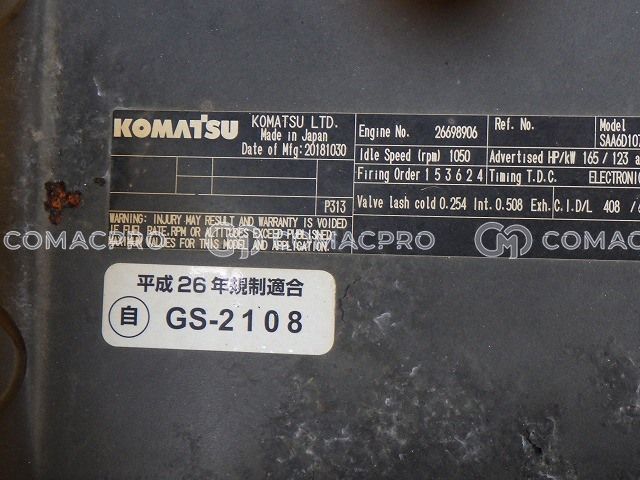 KOMATSU
KOMATSU LTD.
Made in Japan
Date of Mfg:20181030
P313
WARNING: INJURY MAY RESULT AND WARRANTY IS VOIDED
IF FUEL RATE.RPM OR ALTITUDES EXCEED PUBLISHED
MAXIMUM VALUES FOR THIS MODEL AND APPLICATION.
Engine No. 26698906
Ref. No.
Model
SAA6D107
Idle Speed (rpm) 1050
Advertised HP/kW 165 / 123 a
Firing Order 1 5 3 6 2 4
Timing T.D.C. ELECTRONIC
Valve lash cold 0.254 Int. 0.508 Exh.
C.I.D/L 408 /
COMACPRO
COMACPRO
平成26年規制適合
自 GS-2108